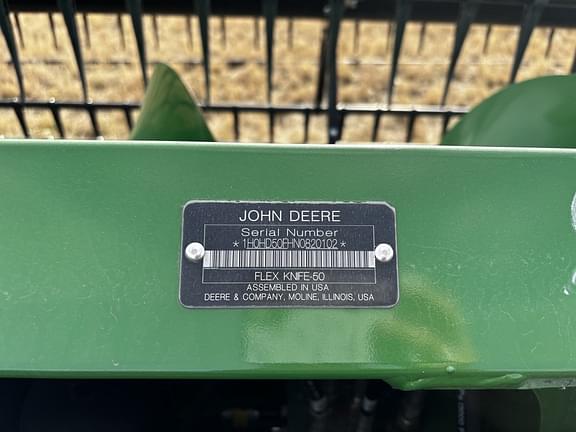 JOHN DEERE
Serial Number
*1H0HD50FHN0820102*
FLEX KNIFE-50
ASSEMBLED IN USA
DEERE & COMPANY, MOLINE, ILLINOIS, USA